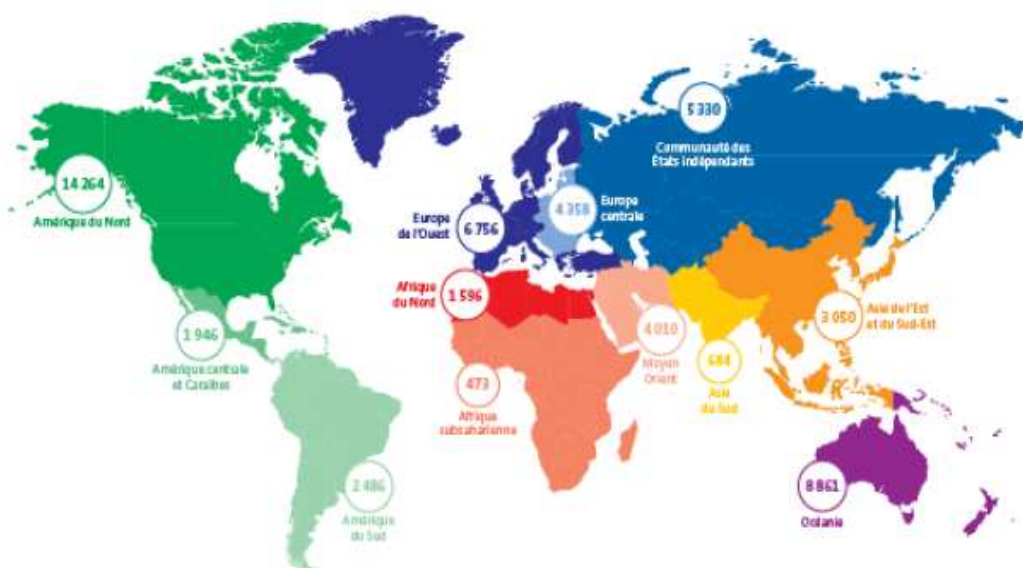 5 330
Communauté des
États indépendants
14 264
Amérique du Nord
Europe
de l'Ouest
6 756
4 358
Europe
centrale
Afrique
du Nord
1 596
1 946
Amérique centrale
et Caraïbes
473
Afrique
subsaharienne
4 010
Moyen
Orient
684
Asie
du Sud
3 050
Asie de l'Est
et du Sud-Est
2 486
Amérique
du Sud
8 861
Océanie